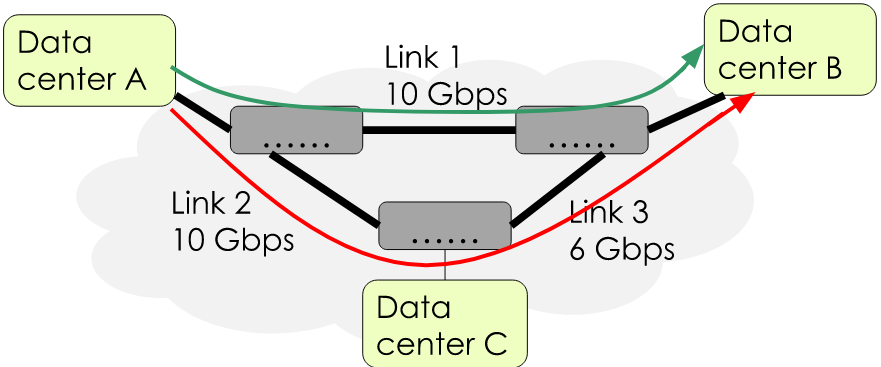 Data
center A
Link 1
10 Gbps
Data
center B
Link 2
10 Gbps
Link 3
6 Gbps
Data
center C